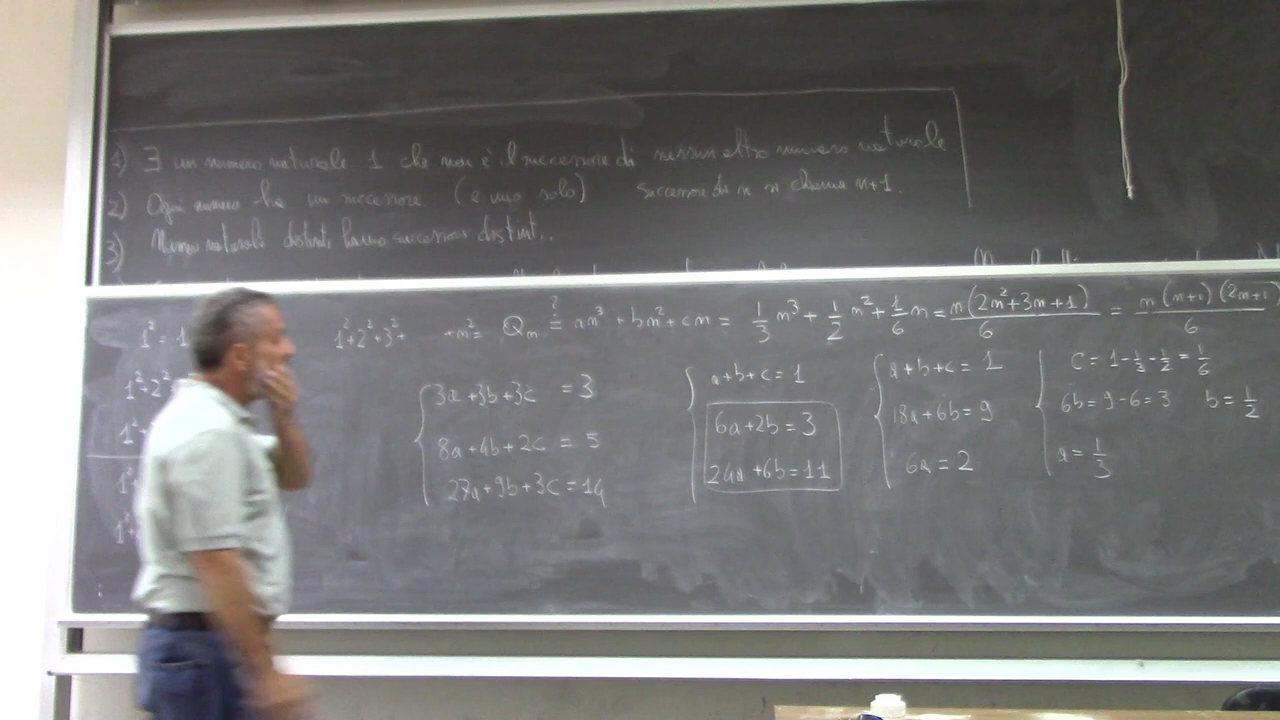 1) ∃ un numero naturale 1 che non è il successore di nessun altro numero naturale
2) Ogni numero ha un successore (e uno solo) successore di n si chiama n+1.
3) Numeri naturali distinti hanno successori distinti.
1²+2²+3²+ +n²= Qₙ ≟ an³+bn²+cn = 1/3 n³ + 1/2 n² + 1/6 n = n(2n²+3n+1)/6 = n(n+1)(2n+1)/6
1² = 1
1²+2²
3a+3b+3c = 3
8a+4b+2c = 5
27a+9b+3c=14
a+b+c=1
6a+2b=3
24a+6b=11
a+b+c=1
18a+6b=9
6a=2
c=1-1/3-1/2=1/6
6b=9-6=3 b=1/2
a=1/3